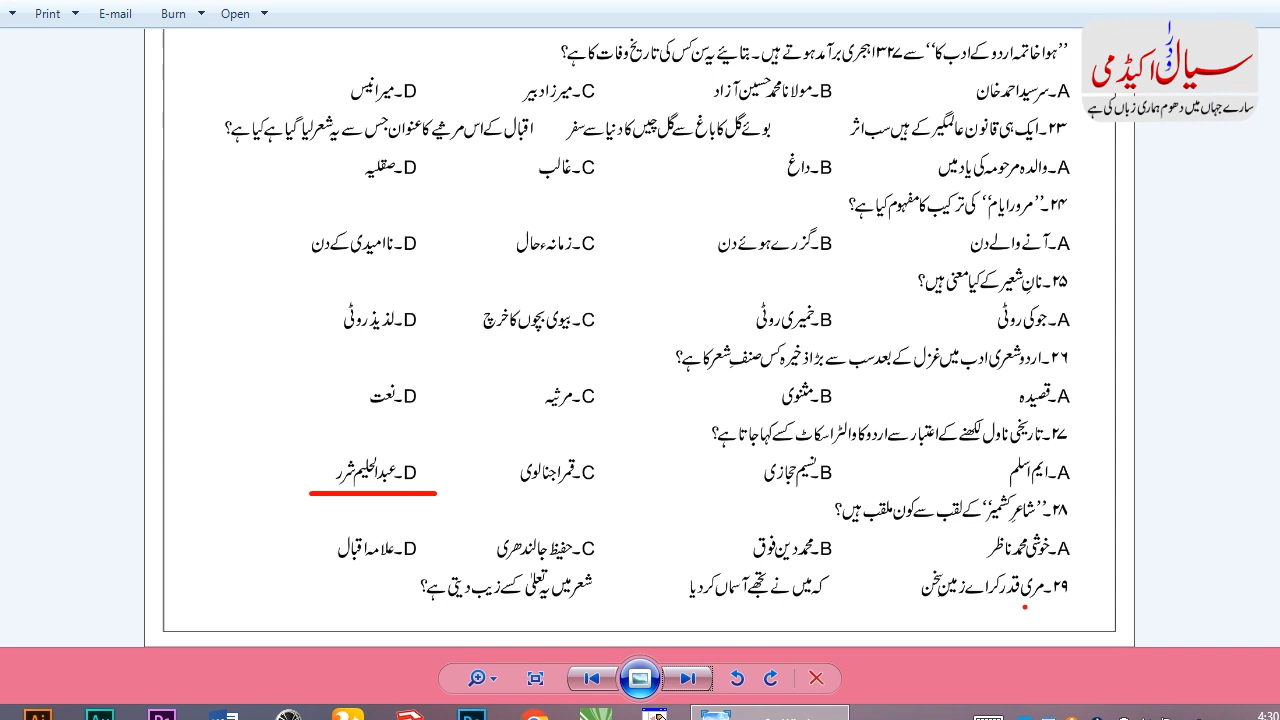 Print E-mail Burn Open
سیال اردو اکیڈمی
سارے جہاں میں دھوم ہماری زباں کی ہے
’’ہوا خاتمہ اردو کے ادب کا‘‘ سے ۱۳۲۷ ہجری برآمد ہوتے ہیں۔ بتائیے یہ سن کس کی تاریخ وفات کا ہے؟
A۔سرسید احمد خان B۔مولانا محمد حسین آزاد C۔میرزا دبیر D۔میر انیس
۲۳۔ایک ہی قانون عالمگیر کے ہیں سب اثر بوئے گل کا باغ سے گل چیں کا دنیا سے سفر اقبال کے اس مرثیے کا عنوان جس سے یہ شعر لیا گیا ہے کیا ہے؟
A۔والدہ مرحومہ کی یاد میں B۔داغ C۔غالب D۔صقلیہ
۲۴۔’’مرور ایام‘‘ کی ترکیب کا مفہوم کیا ہے؟
A۔آنے والے دن B۔گزرے ہوئے دن C۔زمانہء حال D۔ناامیدی کے دن
۲۵۔نانِ شعیر کے کیا معنی ہیں؟
A۔جو کی روٹی B۔خمیری روٹی C۔بیوی بچوں کا خرچ D۔لذیذ روٹی
۲۶۔اردو شعری ادب میں غزل کے بعد سب سے بڑا ذخیرہ کس صنفِ شعر کا ہے؟
A۔قصیدہ B۔مثنوی C۔مرثیہ D۔نعت
۲۷۔تاریخی ناول لکھنے کے اعتبار سے اردو کا والٹر اسکاٹ کسے کہا جاتا ہے؟
A۔ایم اسلم B۔نسیم حجازی C۔قمر اجنالوی D۔عبدالحلیم شرر
۲۸۔’’شاعرِ کشمیر‘‘ کے لقب سے کون ملقب ہیں؟
A۔خوشی محمد ناظر B۔محمد دین فوق C۔حفیظ جالندھری D۔علامہ اقبال
۲۹۔مری قدر کر اے زمینِ سخن کہ میں نے تجھے آسماں کر دیا شعر میں یہ تعلیٰ کسے زیب دیتی ہے؟
4:20